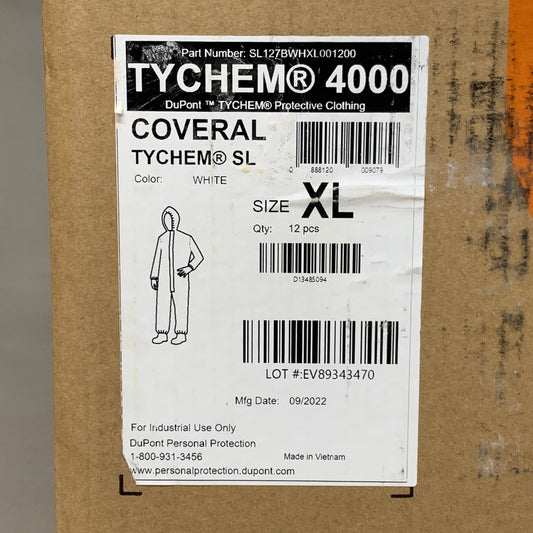 Part Number: SL127BWHXL001200
TYCHEM® 4000
DuPont ™ TYCHEM® Protective Clothing
COVERAL
TYCHEM® SL
0 888120 009079
Color: WHITE
SIZE XL
Qty: 12 pcs
D13485094
LOT #:EV89343470
Mfg Date: 09/2022
For Industrial Use Only
DuPont Personal Protection
1-800-931-3456 Made in Vietnam
www.personalprotection.dupont.com